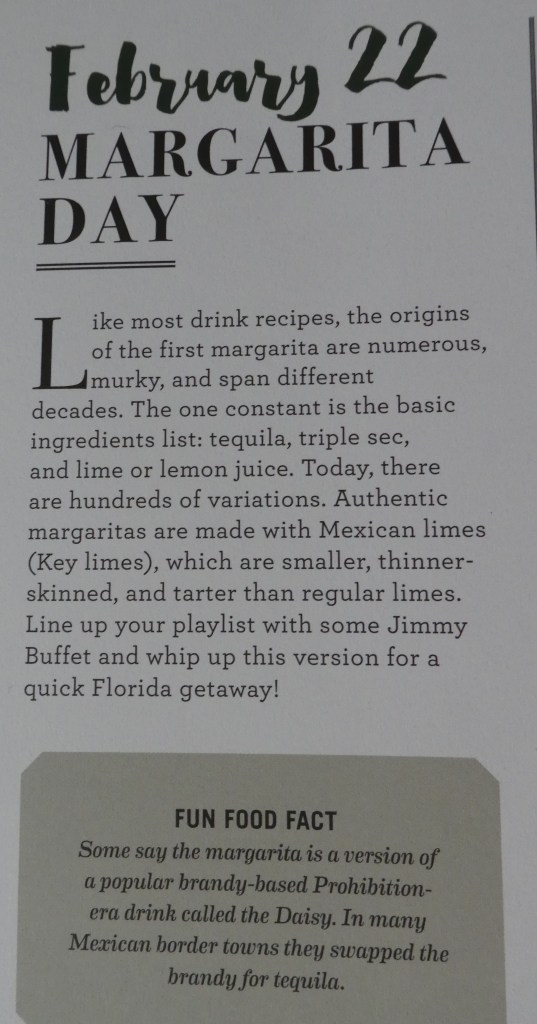 February 22
MARGARITA
DAY
Like most drink recipes, the origins
of the first margarita are numerous,
murky, and span different
decades. The one constant is the basic
ingredients list: tequila, triple sec,
and lime or lemon juice. Today, there
are hundreds of variations. Authentic
margaritas are made with Mexican limes
(Key limes), which are smaller, thinner-
skinned, and tarter than regular limes.
Line up your playlist with some Jimmy
Buffet and whip up this version for a
quick Florida getaway!
FUN FOOD FACT
Some say the margarita is a version of
a popular brandy-based Prohibition-
era drink called the Daisy. In many
Mexican border towns they swapped the
brandy for tequila.